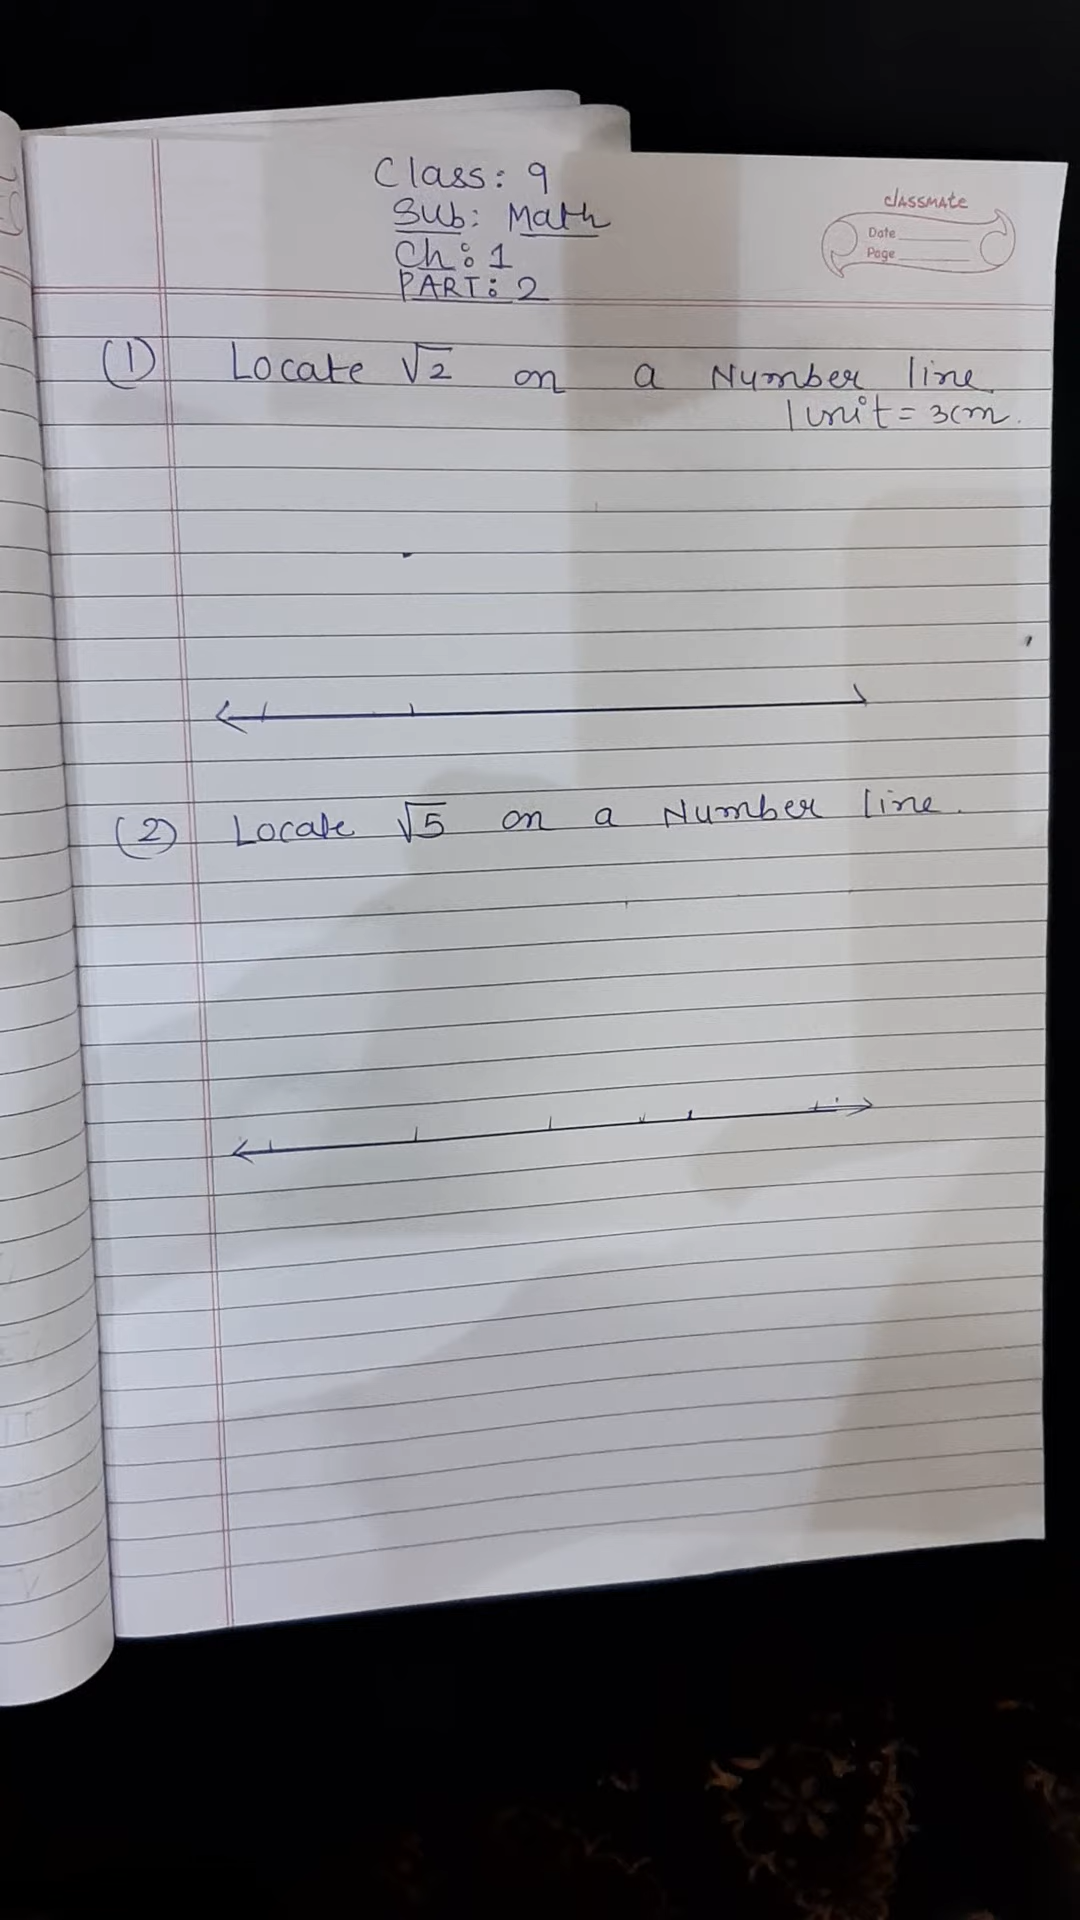 Class: 9
Sub: Math
Ch: 1
PART: 2
classmate
Date
Page
(1) Locate √2 on a Number line.
1 unit = 3cm.
(2) Locate √5 on a Number line.